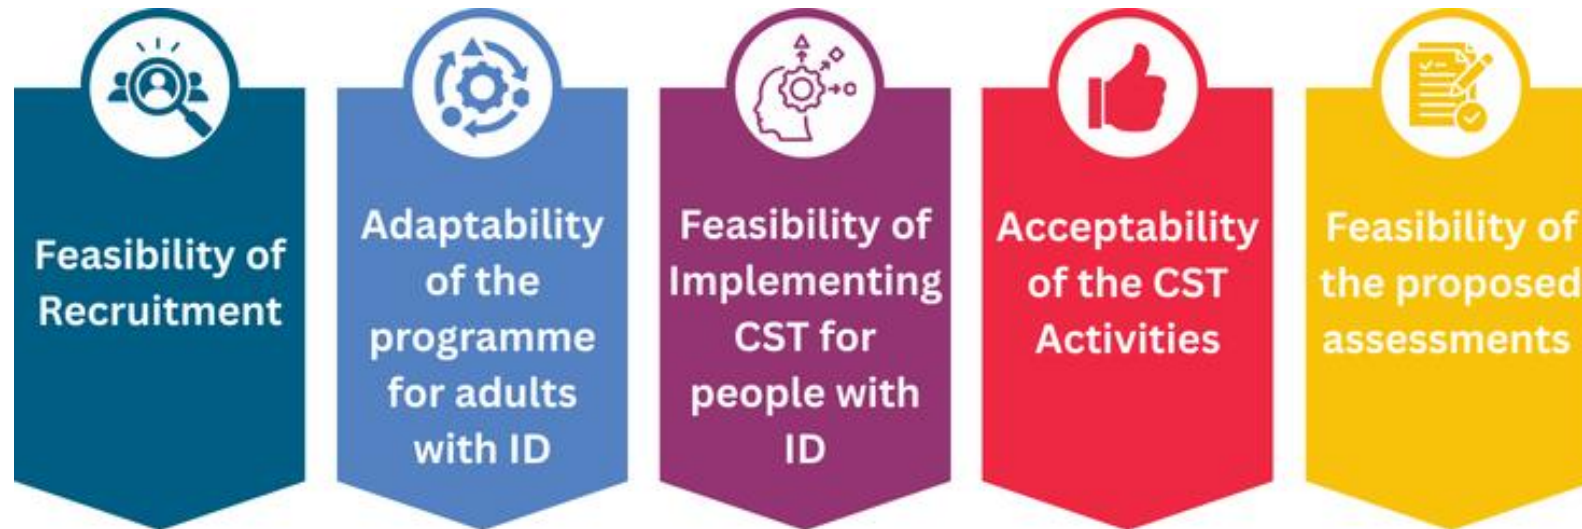 Feasibility of
Recruitment
Adaptability
of the
programme
for adults
with ID
Feasibility of
Implementing
CST for
people with
ID
Acceptability
of the CST
Activities
Feasibility of
the proposed
assessments